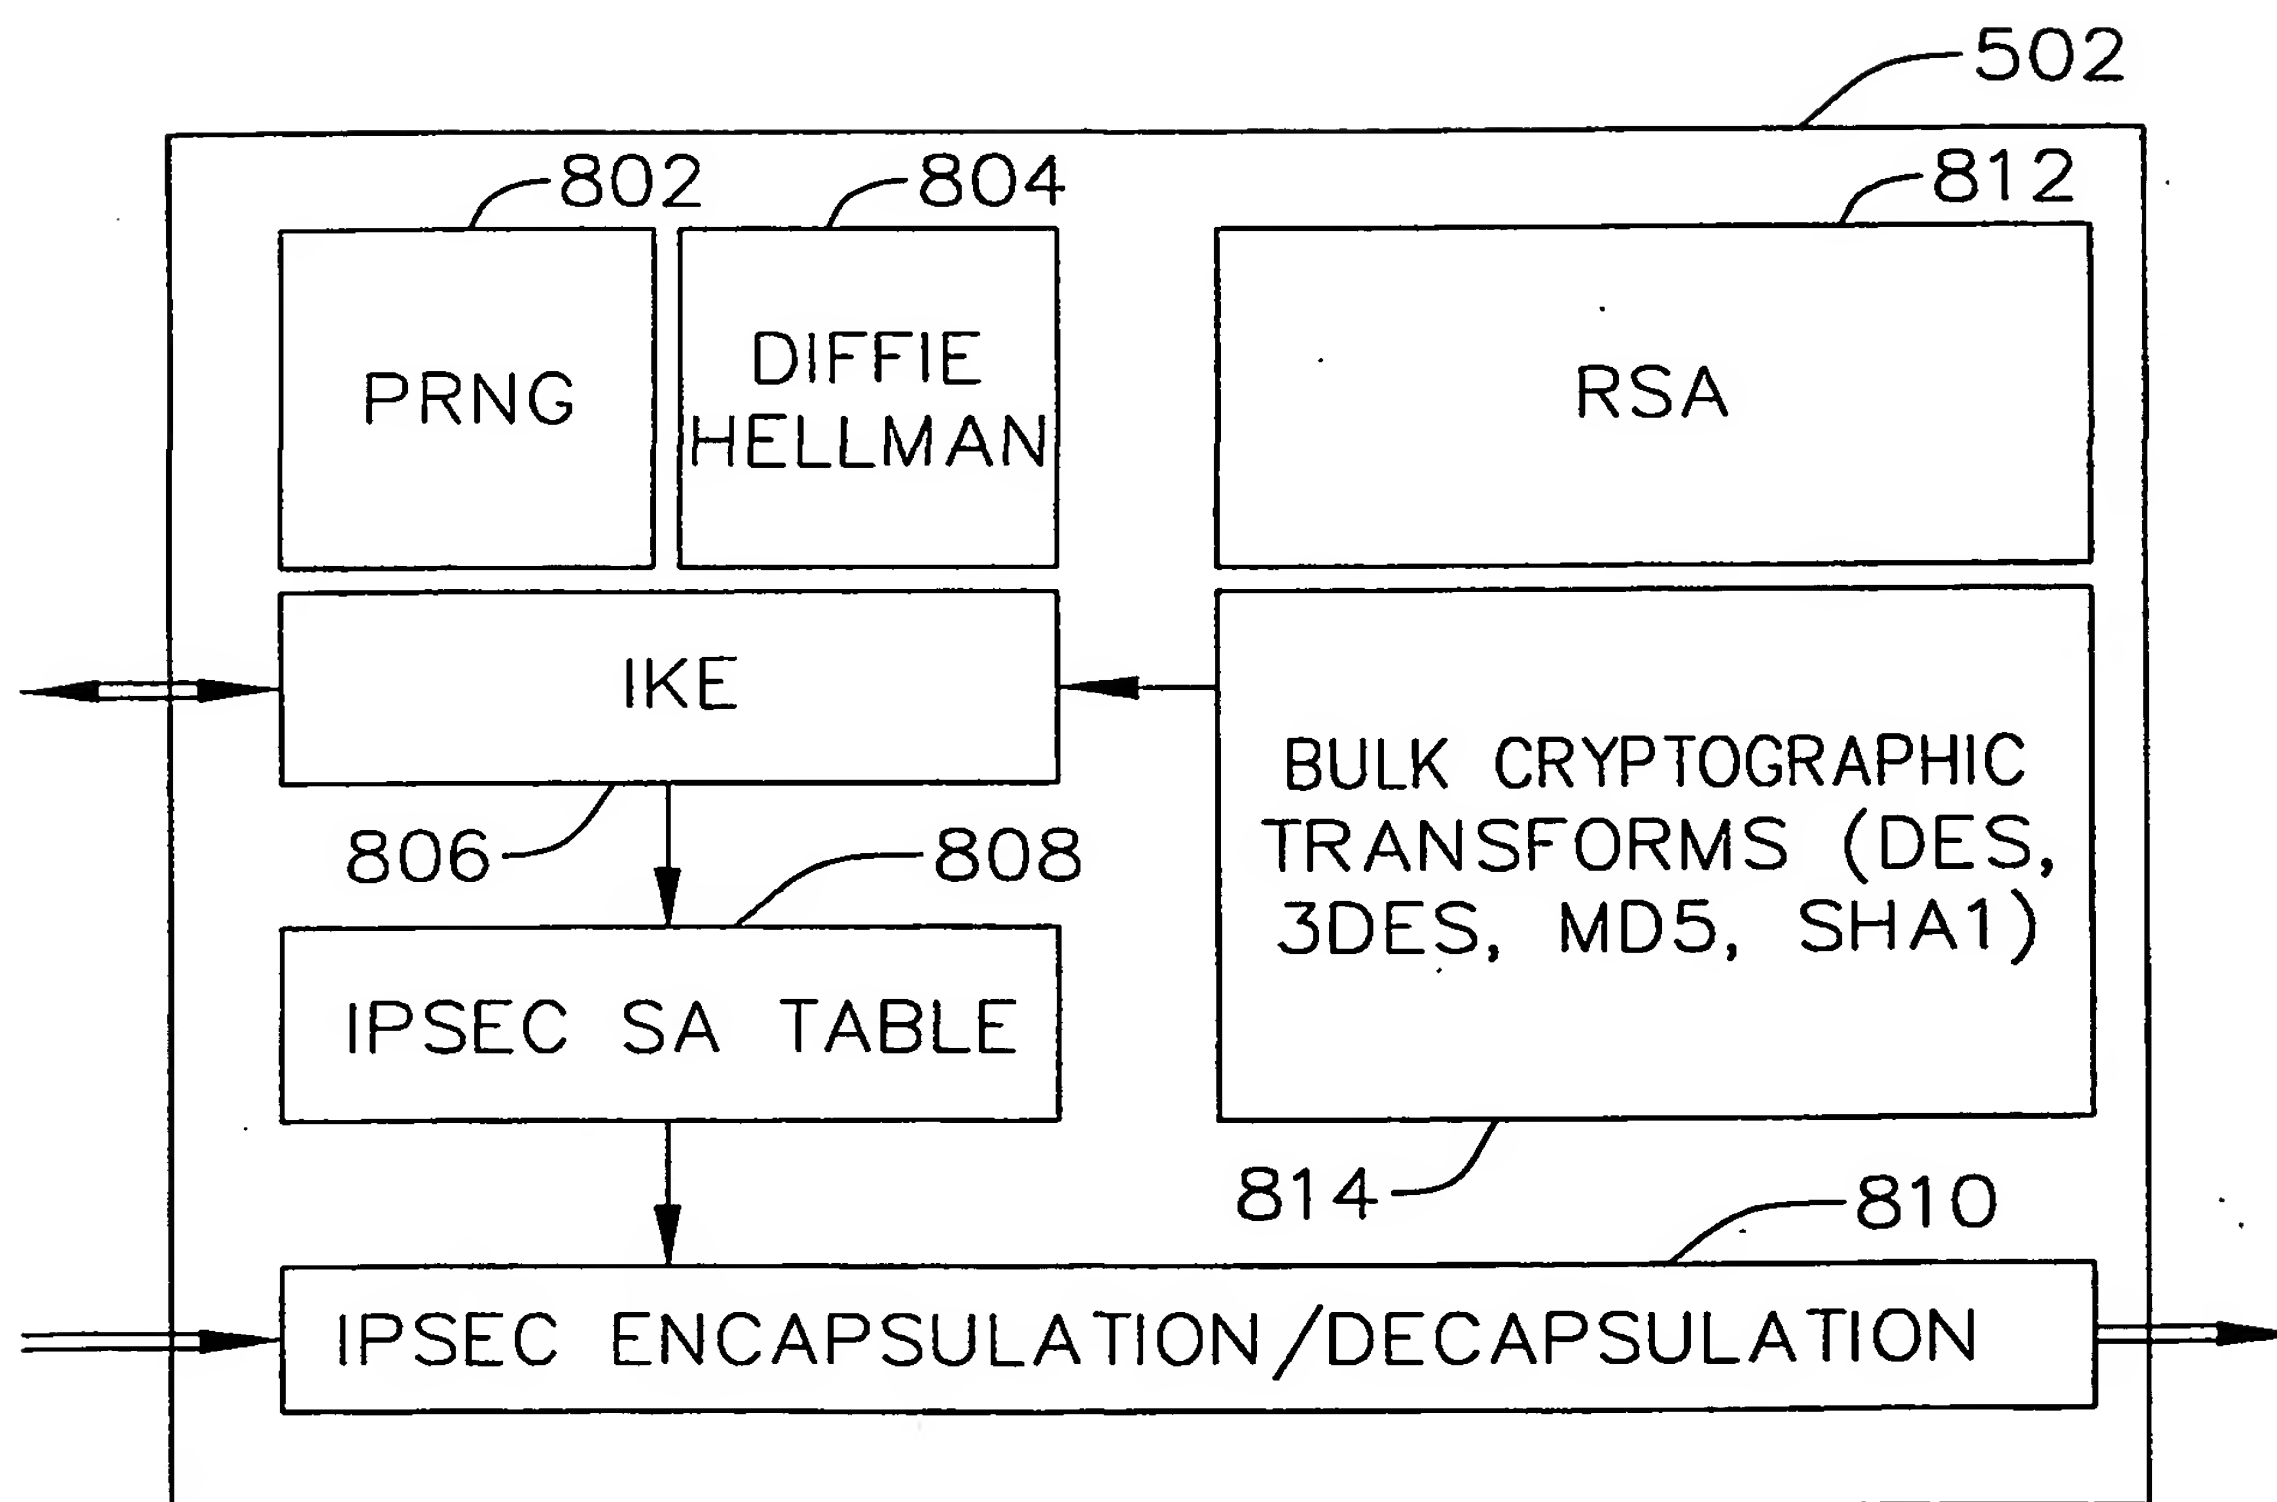 502
802
804
812
PRNG
DIFFIE
HELLMAN
RSA
IKE
806
808
BULK CRYPTOGRAPHIC
TRANSFORMS (DES,
3DES, MD5, SHA1)
IPSEC SA TABLE
814
810
IPSEC ENCAPSULATION/DECAPSULATION